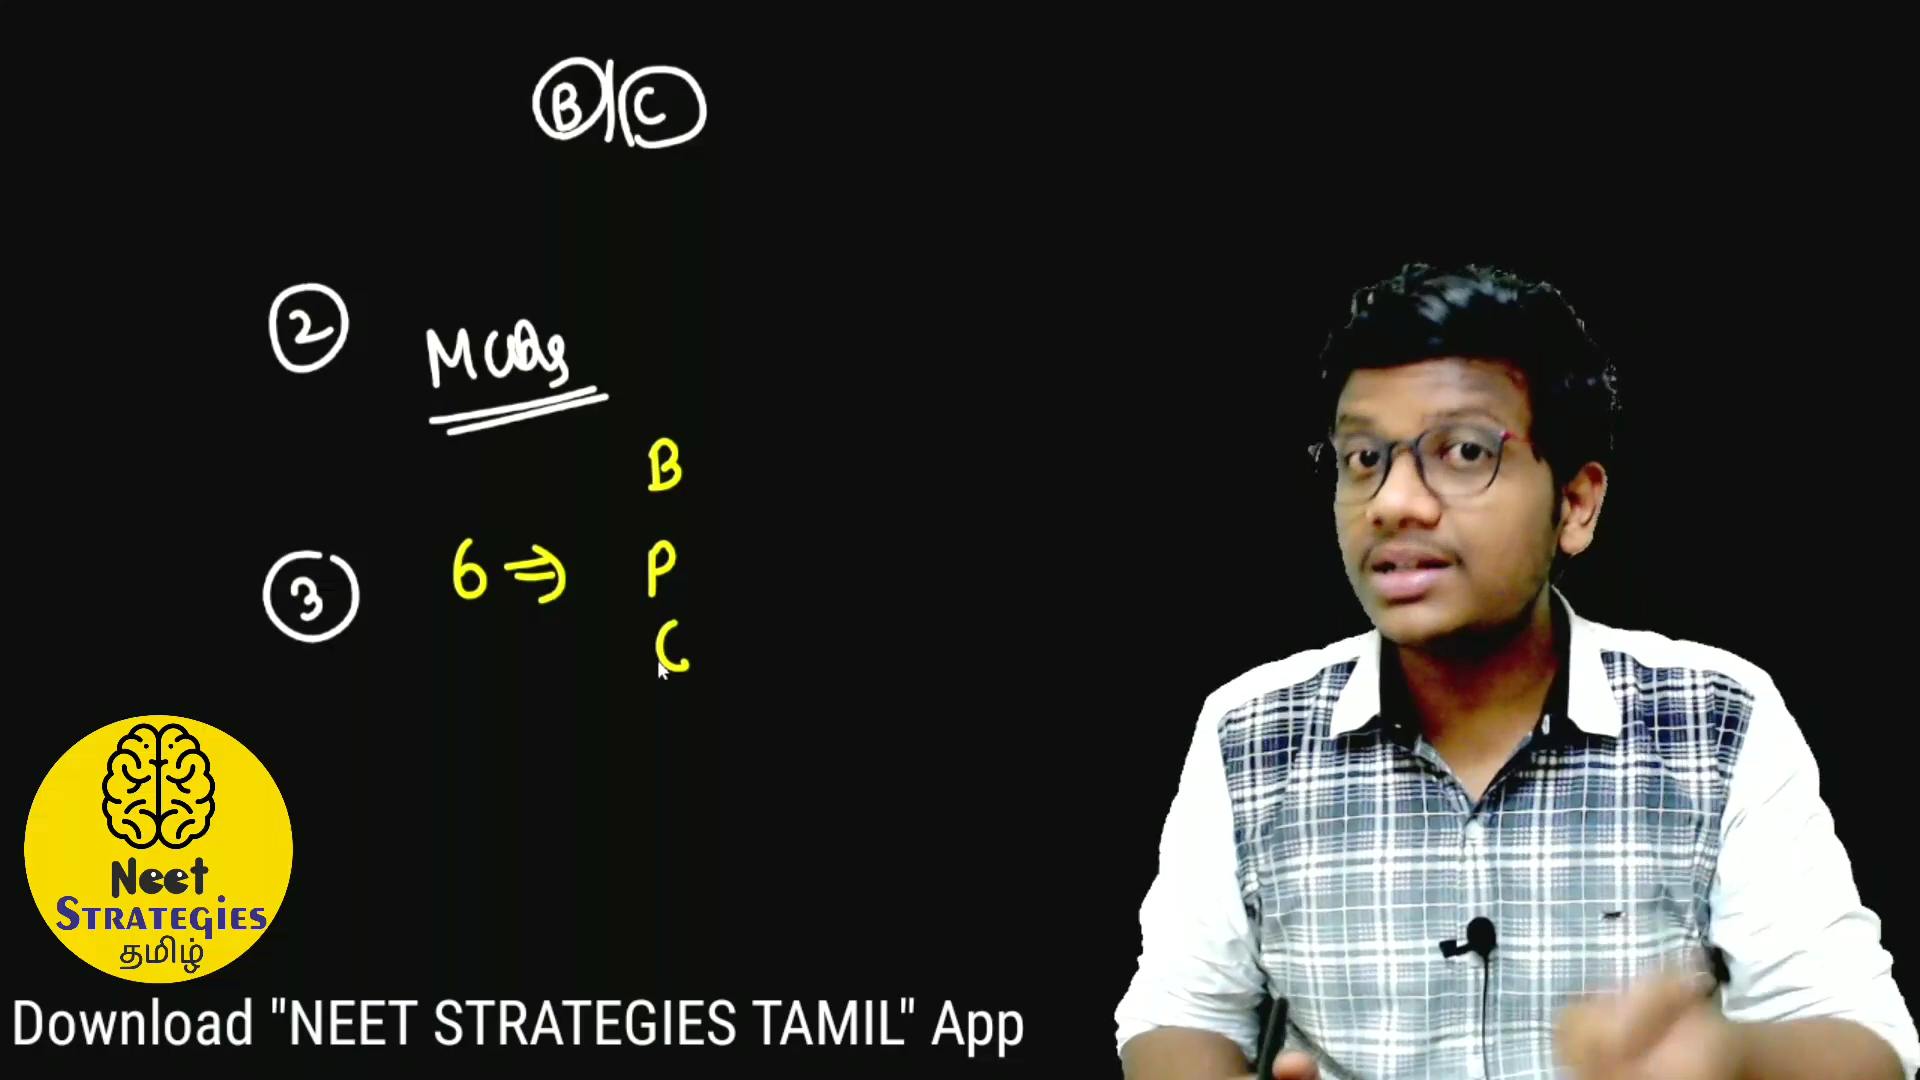 B | C
2 MCQs
B
3 6 ⇒ P
C
Neet
STRATEGiES
தமிழ்
Download "NEET STRATEGIES TAMIL" App